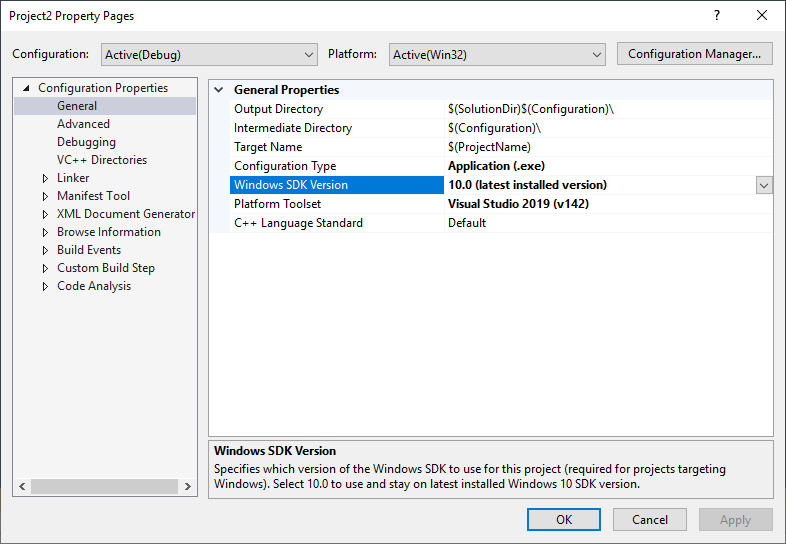 Project2 Property Pages
?
Configuration: Active(Debug) Platform: Active(Win32) Configuration Manager...
Configuration Properties
General
Advanced
Debugging
VC++ Directories
Linker
Manifest Tool
XML Document Generator
Browse Information
Build Events
Custom Build Step
Code Analysis
General Properties
Output Directory $(SolutionDir)$(Configuration)\
Intermediate Directory $(Configuration)\
Target Name $(ProjectName)
Configuration Type Application (.exe)
Windows SDK Version 10.0 (latest installed version)
Platform Toolset Visual Studio 2019 (v142)
C++ Language Standard Default
Windows SDK Version
Specifies which version of the Windows SDK to use for this project (required for projects targeting
Windows). Select 10.0 to use and stay on latest installed Windows 10 SDK version.
OK Cancel Apply